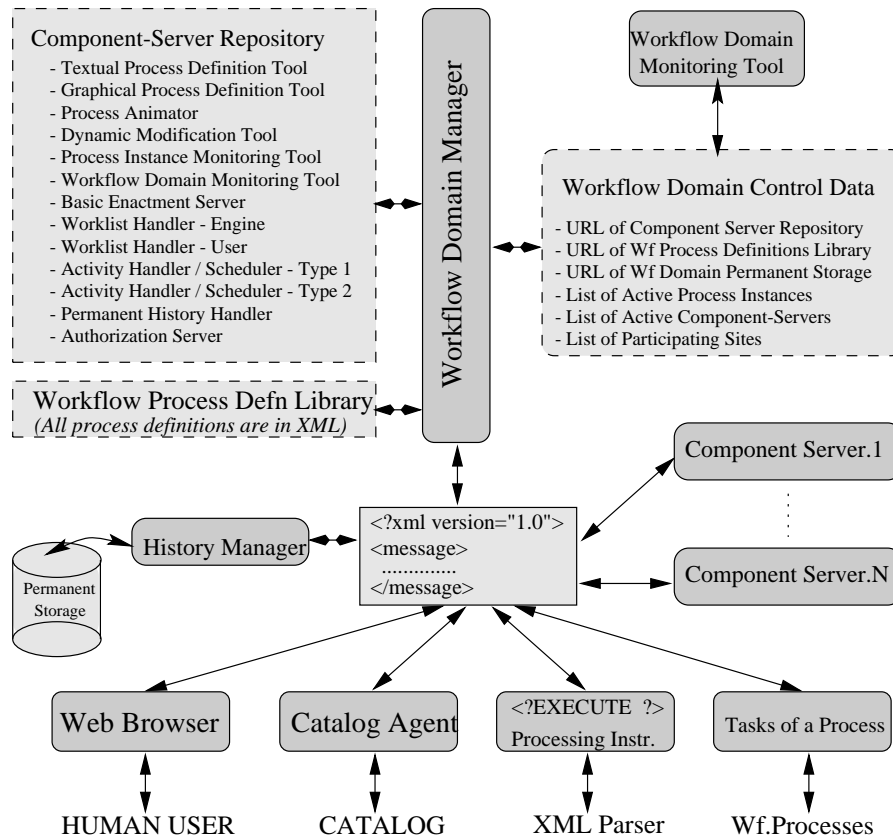 Component-Server Repository
- Textual Process Definition Tool
- Graphical Process Definition Tool
- Process Animator
- Dynamic Modification Tool
- Process Instance Monitoring Tool
- Workflow Domain Monitoring Tool
- Basic Enactment Server
- Worklist Handler - Engine
- Worklist Handler - User
- Activity Handler / Scheduler - Type 1
- Activity Handler / Scheduler - Type 2
- Permanent History Handler
- Authorization Server
Workflow Process Defn Library
(All process definitions are in XML)
Workflow Domain Manager
Workflow Domain
Monitoring Tool
Workflow Domain Control Data
- URL of Component Server Repository
- URL of Wf Process Definitions Library
- URL of Wf Domain Permanent Storage
- List of Active Process Instances
- List of Active Component-Servers
- List of Participating Sites
Component Server.1
Component Server.N
<?xml version="1.0">
<message>
..............
</message>
History Manager
Permanent
Storage
Web Browser
Catalog Agent
<?EXECUTE ?>
Processing Instr.
Tasks of a Process
HUMAN USER
CATALOG
XML Parser
Wf.Processes